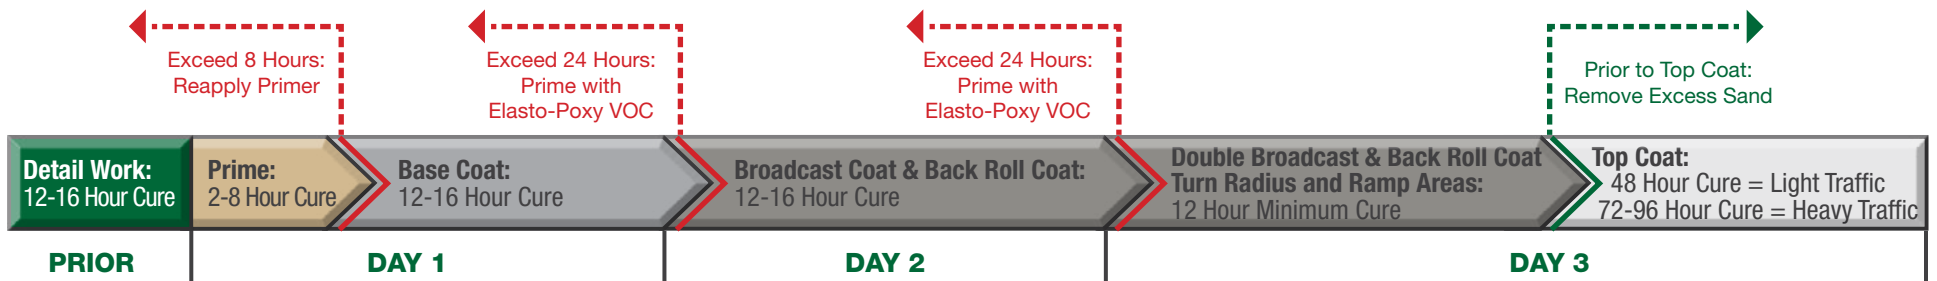 Exceed 8 Hours:
Reapply Primer
Exceed 24 Hours:
Prime with
Elasto-Poxy VOC
Exceed 24 Hours:
Prime with
Elasto-Poxy VOC
Prior to Top Coat:
Remove Excess Sand
Detail Work:
12-16 Hour Cure
Prime:
2-8 Hour Cure
Base Coat:
12-16 Hour Cure
Broadcast Coat & Back Roll Coat:
12-16 Hour Cure
Double Broadcast & Back Roll Coat
Turn Radius and Ramp Areas:
12 Hour Minimum Cure
Top Coat:
48 Hour Cure = Light Traffic
72-96 Hour Cure = Heavy Traffic
PRIOR
DAY 1
DAY 2
DAY 3